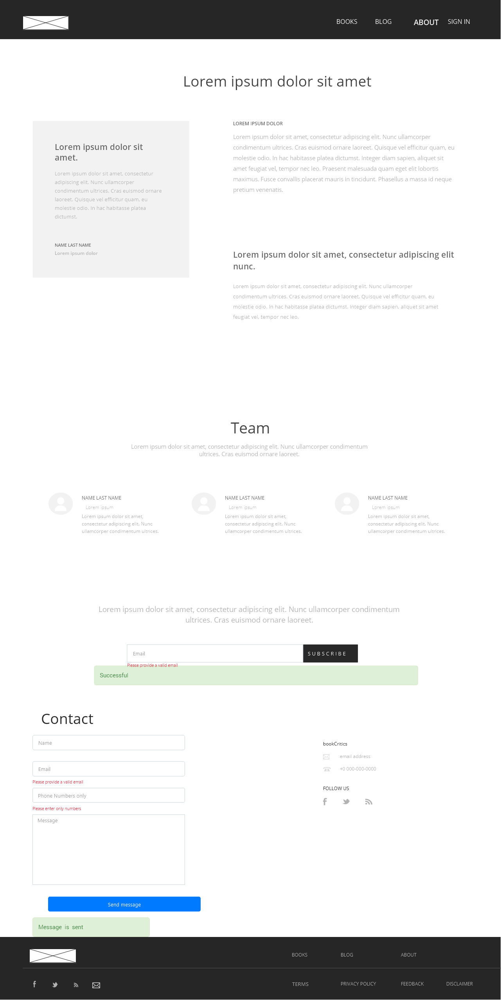 BOOKS BLOG ABOUT SIGN IN
Lorem ipsum dolor sit amet
Lorem ipsum dolor sit
amet.
Lorem ipsum dolor sit amet, consectetur
adipiscing elit. Nunc ullamcorper
condimentum ultrices. Cras euismod ornare
laoreet. Quisque vel efficitur quam, eu
molestie odio. In hac habitasse platea
dictumst.
NAME LAST NAME
Lorem ipsum dolor
LOREM IPSUM DOLOR
Lorem ipsum dolor sit amet, consectetur adipiscing elit. Nunc ullamcorper
condimentum ultrices. Cras euismod ornare laoreet. Quisque vel efficitur quam, eu
molestie odio. In hac habitasse platea dictumst. Integer diam sapien, aliquet sit
amet feugiat vel, tempor nec leo. Praesent malesuada quam eget elit lobortis
maximus. Fusce convallis placerat mauris in tincidunt. Phasellus a massa id neque
pretium venenatis.
Lorem ipsum dolor sit amet, consectetur adipiscing elit
nunc.
Lorem ipsum dolor sit amet, consectetur adipiscing elit. Nunc ullamcorper
condimentum ultrices. Cras euismod ornare laoreet. Quisque vel efficitur quam, eu
molestie odio. In hac habitasse platea dictumst. Integer diam sapien, aliquet sit amet
feugiat vel, tempor nec leo.
Team
Lorem ipsum dolor sit amet, consectetur adipiscing elit. Nunc ullamcorper condimentum
ultrices. Cras euismod ornare laoreet.
NAME LAST NAME
Lorem ipsum
Lorem ipsum dolor sit amet,
consectetur adipiscing elit. Nunc
ullamcorper condimentum ultrices.
NAME LAST NAME
Lorem ipsum
Lorem ipsum dolor sit amet,
consectetur adipiscing elit. Nunc
ullamcorper condimentum ultrices.
NAME LAST NAME
Lorem ipsum
Lorem ipsum dolor sit amet,
consectetur adipiscing elit. Nunc
ullamcorper condimentum ultrices.
Lorem ipsum dolor sit amet, consectetur adipiscing elit. Nunc ullamcorper condimentum
ultrices. Cras euismod ornare laoreet.
Email SUBSCRIBE
Please provide a valid email
Successful
Contact
Name
Email
Please provide a valid email
Phone Numbers only
Please enter only numbers
Message
Send message
Message is sent
bookCritics
email address
+0 000-000-0000
FOLLOW US
BOOKS BLOG ABOUT
TERMS PRIVACY POLICY FEEDBACK DISCLAIMER